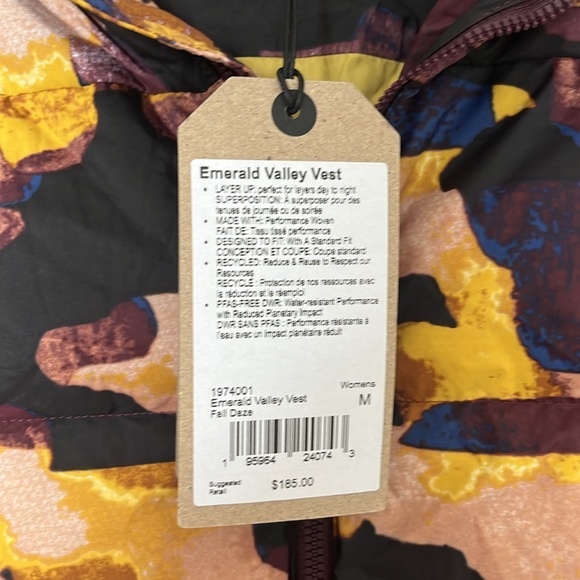 Emerald Valley Vest
• LAYER UP: perfect for layers day to night
SUPERPOSITION: À superposer pour des
tenues de journée ou de soirée
• MADE WITH: Performance Woven
FAIT DE: Tissu tissé performance
• DESIGNED TO FIT: With A Standard Fit
CONCEPTION ET COUPE: Coupe standard
• RECYCLED: Reduce & Reuse to Respect our
Resources
RECYCLÉ : Protection de nos ressources avec
la réduction et le réemploi
• PFAS-FREE DWR: Water-resistant Performance
with Reduced Planetary Impact
DWR SANS PFAS : Performance résistante à
l'eau avec un impact planétaire réduit
1974001 Womens
Emerald Valley Vest M
Fall Daze
1 95964 24074 3
Suggested
Retail $185.00